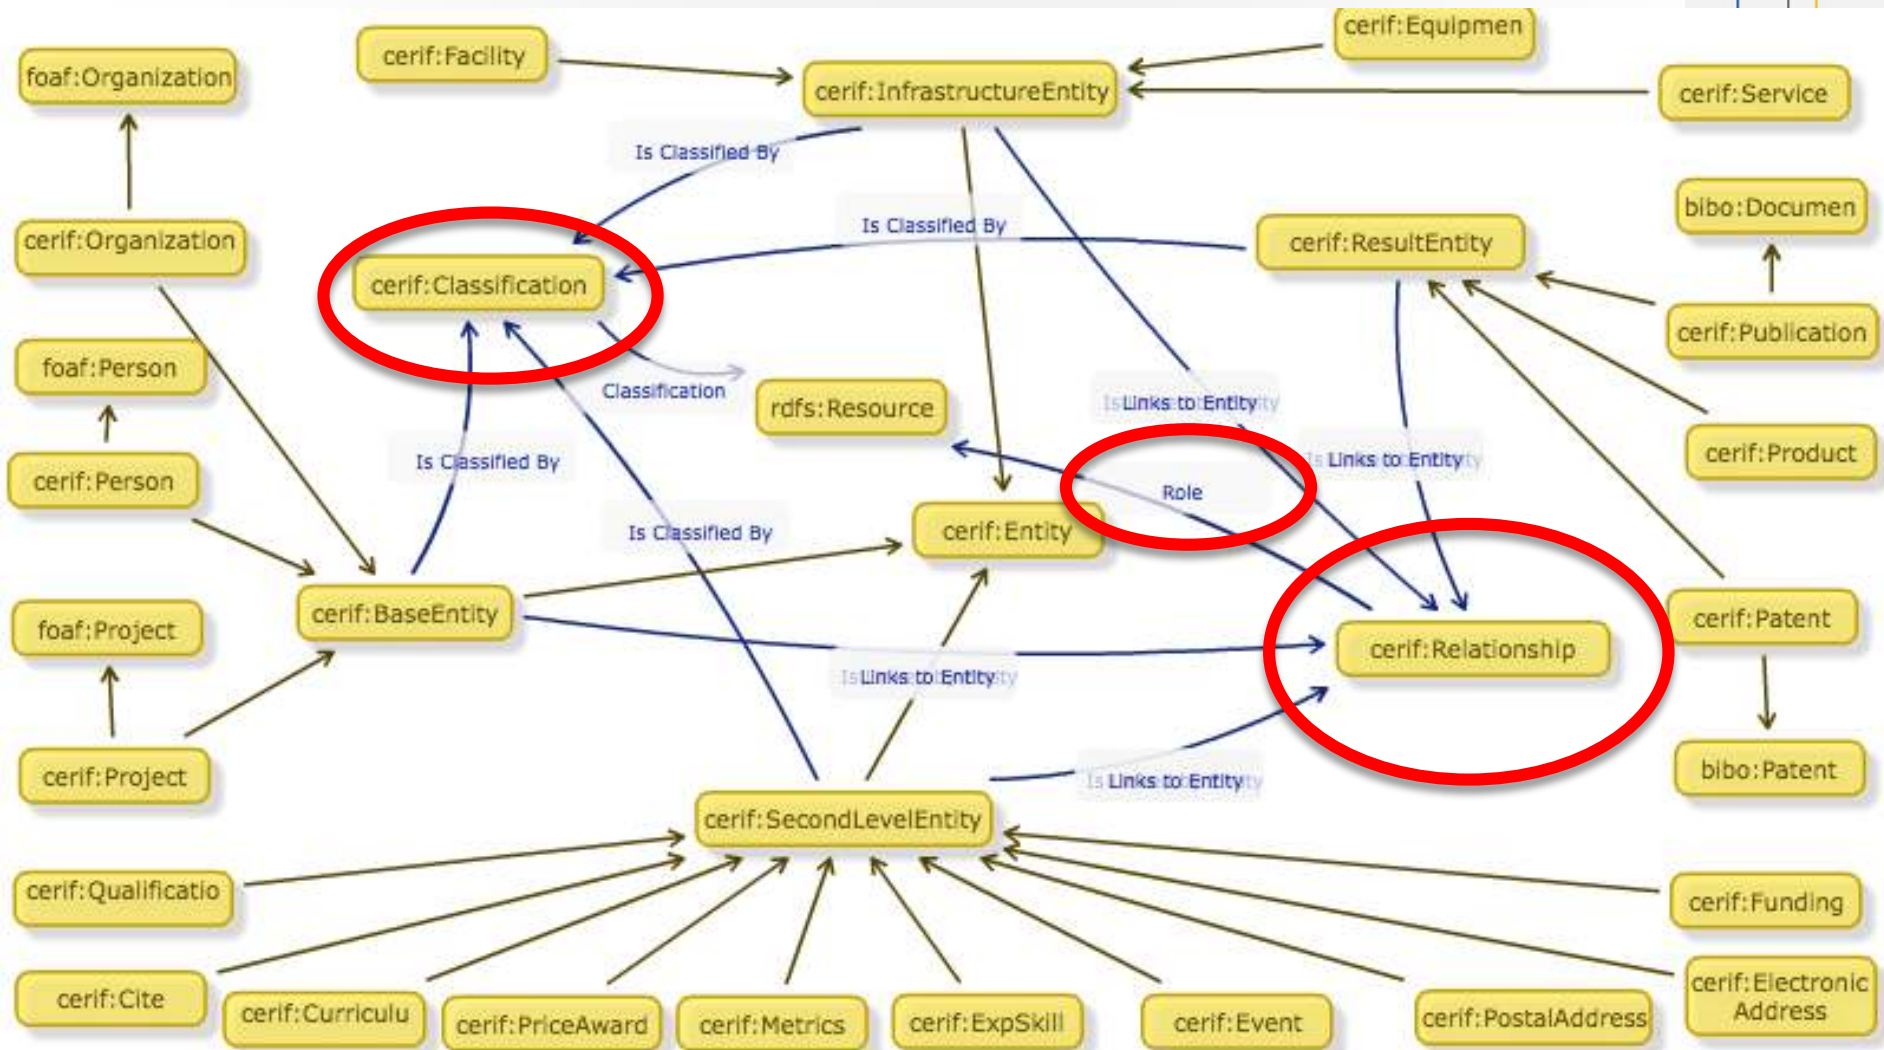 cerif:Equipmen
cerif:Facility
foaf:Organization
cerif:InfrastructureEntity
cerif:Service
Is Classified By
bibo:Documen
Is Classified By
cerif:Organization
cerif:ResultEntity
cerif:Classification
cerif:Publication
foaf:Person
Classification
rdfs:Resource
Links to Entity
cerif:Person
Is Classified By
Links to Entity
cerif:Product
Role
Is Classified By
cerif:Entity
cerif:BaseEntity
foaf:Project
cerif:Patent
cerif:Relationship
Links to Entity
cerif:Project
Links to Entity
bibo:Patent
cerif:SecondLevelEntity
cerif:Qualificatio
cerif:Funding
cerif:Cite
cerif:Curriculu
cerif:PriceAward
cerif:Metrics
cerif:ExpSkill
cerif:Event
cerif:PostalAddress
cerif:Electronic
Address